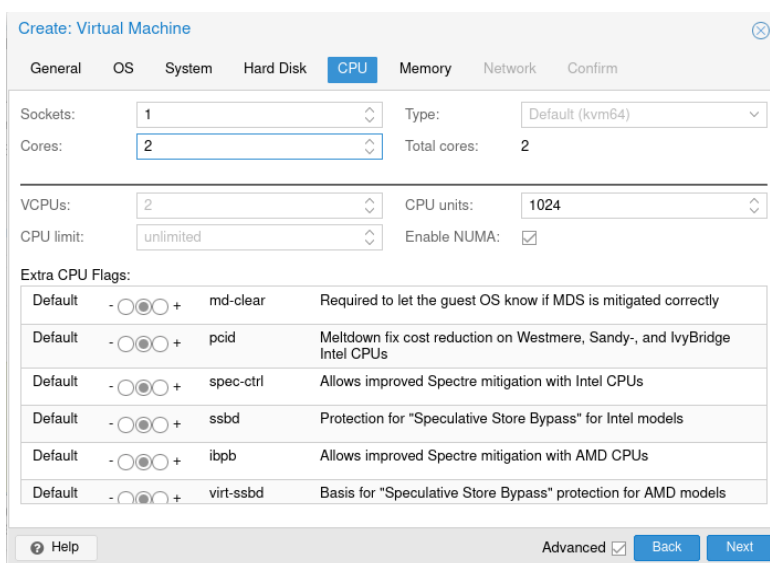 Create: Virtual Machine
General OS System Hard Disk CPU Memory Network Confirm
Sockets: 1 Type: Default (kvm64)
Cores: 2 Total cores: 2
VCPUs: 2 CPU units: 1024
CPU limit: unlimited Enable NUMA:
Extra CPU Flags:
Default - + md-clear Required to let the guest OS know if MDS is mitigated correctly
Default - + pcid Meltdown fix cost reduction on Westmere, Sandy-, and IvyBridge
Intel CPUs
Default - + spec-ctrl Allows improved Spectre mitigation with Intel CPUs
Default - + ssbd Protection for "Speculative Store Bypass" for Intel models
Default - + ibpb Allows improved Spectre mitigation with AMD CPUs
Default - + virt-ssbd Basis for "Speculative Store Bypass" protection for AMD models
? Help Advanced Back Next